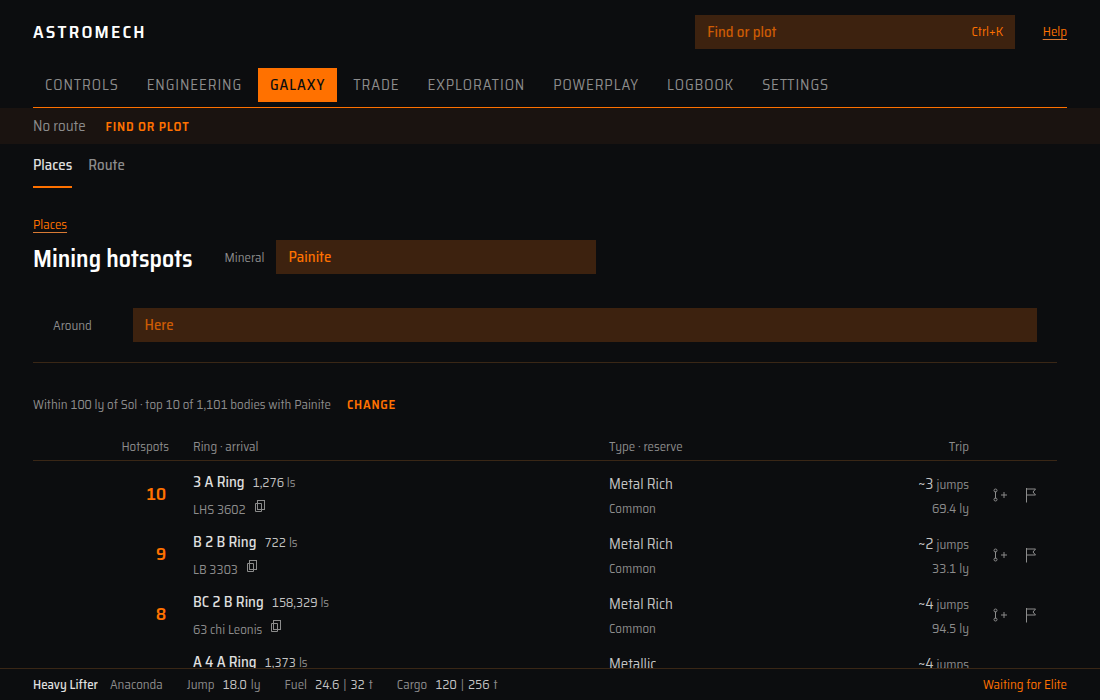 ASTROMECH
Find or plot Ctrl+K Help
CONTROLS ENGINEERING GALAXY TRADE EXPLORATION POWERPLAY LOGBOOK SETTINGS
No route FIND OR PLOT
Places Route
Places
Mining hotspots Mineral Painite
Around Here
Within 100 ly of Sol · top 10 of 1,101 bodies with Painite CHANGE
Hotspots Ring · arrival Type · reserve Trip
10 3 A Ring 1,276 ls Metal Rich ~3 jumps
LHS 3602 Common 69.4 ly
9 B 2 B Ring 722 ls Metal Rich ~2 jumps
LB 3303 Common 33.1 ly
8 BC 2 B Ring 158,329 ls Metal Rich ~4 jumps
63 chi Leonis Common 94.5 ly
A 4 A Ring 1,373 ls Metallic ~4 jumps
Heavy Lifter Anaconda Jump 18.0 ly Fuel 24.6 | 32 t Cargo 120 | 256 t Waiting for Elite